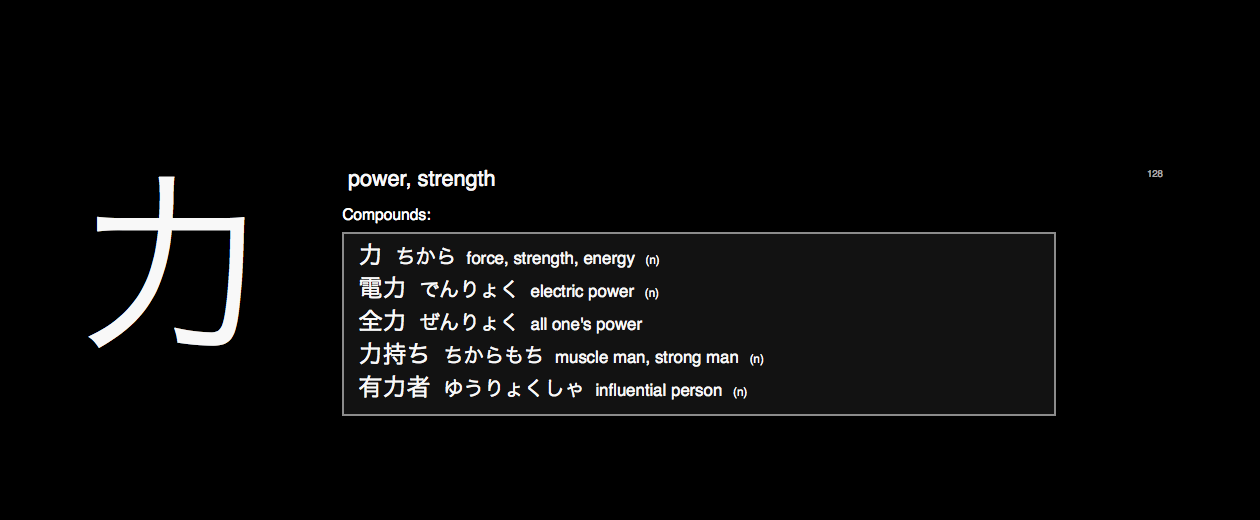 力
power, strength
128
Compounds:
力 ちから force, strength, energy (n)
電力 でんりょく electric power (n)
全力 ぜんりょく all one's power
力持ち ちからもち muscle man, strong man (n)
有力者 ゆうりょくしゃ influential person (n)